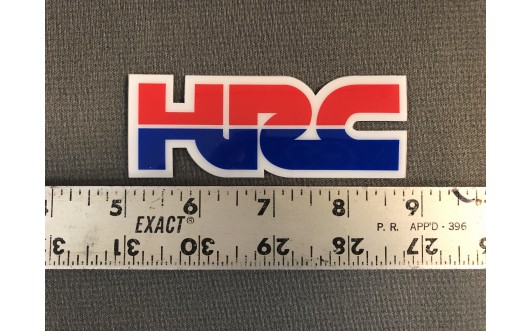 HRC
5 6 7 8 9
EXACT®
P. R. APP'D - 396
31 30 29 28 27